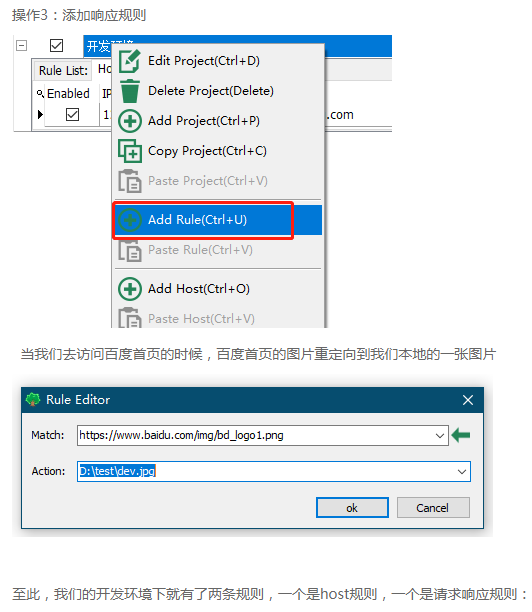 操作3：添加响应规则
开发环境
Rule List:
Enabled
.com
Edit Project(Ctrl+D)
Delete Project(Delete)
Add Project(Ctrl+P)
Copy Project(Ctrl+C)
Paste Project(Ctrl+V)
Add Rule(Ctrl+U)
Paste Rule(Ctrl+V)
Add Host(Ctrl+O)
Paste Host(Ctrl+V)
当我们去访问百度首页的时候，百度首页的图片重定向到我们本地的一张图片
Rule Editor
Match: https://www.baidu.com/img/bd_logo1.png
Action: D:\test\dev.jpg
ok Cancel
至此，我们的开发环境下就有了两条规则，一个是host规则，一个是请求响应规则：